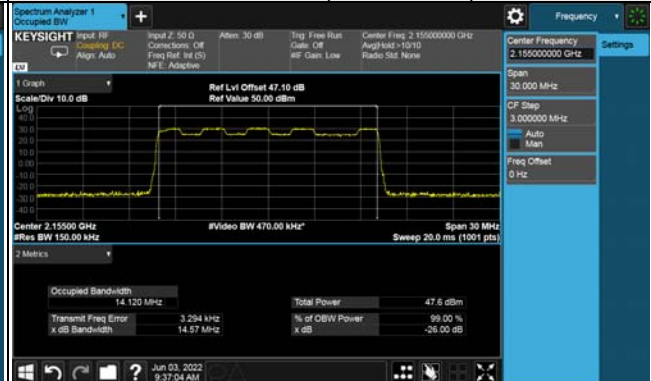 Spectrum Analyzer 1
Occupied BW
Frequency
KEYSIGHT
Input: RF
Coupling: DC
Align: Auto
Input Z: 50 Ω
Corrections: Off
Freq Ref: Int (S)
NFE: Adaptive
Atten: 30 dB
Trig: Free Run
Gate: Off
#IF Gain: Low
Center Freq: 2.155000000 GHz
Avg|Hold:>10/10
Radio Std: None
LM
Center Frequency
2.155000000 GHz
Settings
Span
30.000 MHz
CF Step
3.000000 MHz
Auto
Man
Freq Offset
0 Hz
1 Graph
Scale/Div 10.0 dB
Ref Lvl Offset 47.10 dB
Ref Value 50.00 dBm
Log
40.0
30.0
20.0
10.0
0.00
-10.0
-20.0
-30.0
-40.0
Center 2.15500 GHz
#Res BW 150.00 kHz
#Video BW 470.00 kHz*
Span 30 MHz
Sweep 20.0 ms (1001 pts)
2 Metrics
Occupied Bandwidth
14.120 MHz
Total Power
47.6 dBm
Transmit Freq Error
3.294 kHz
% of OBW Power
99.00 %
x dB Bandwidth
14.57 MHz
x dB
-26.00 dB
?
Jun 03, 2022
9:37:04 AM